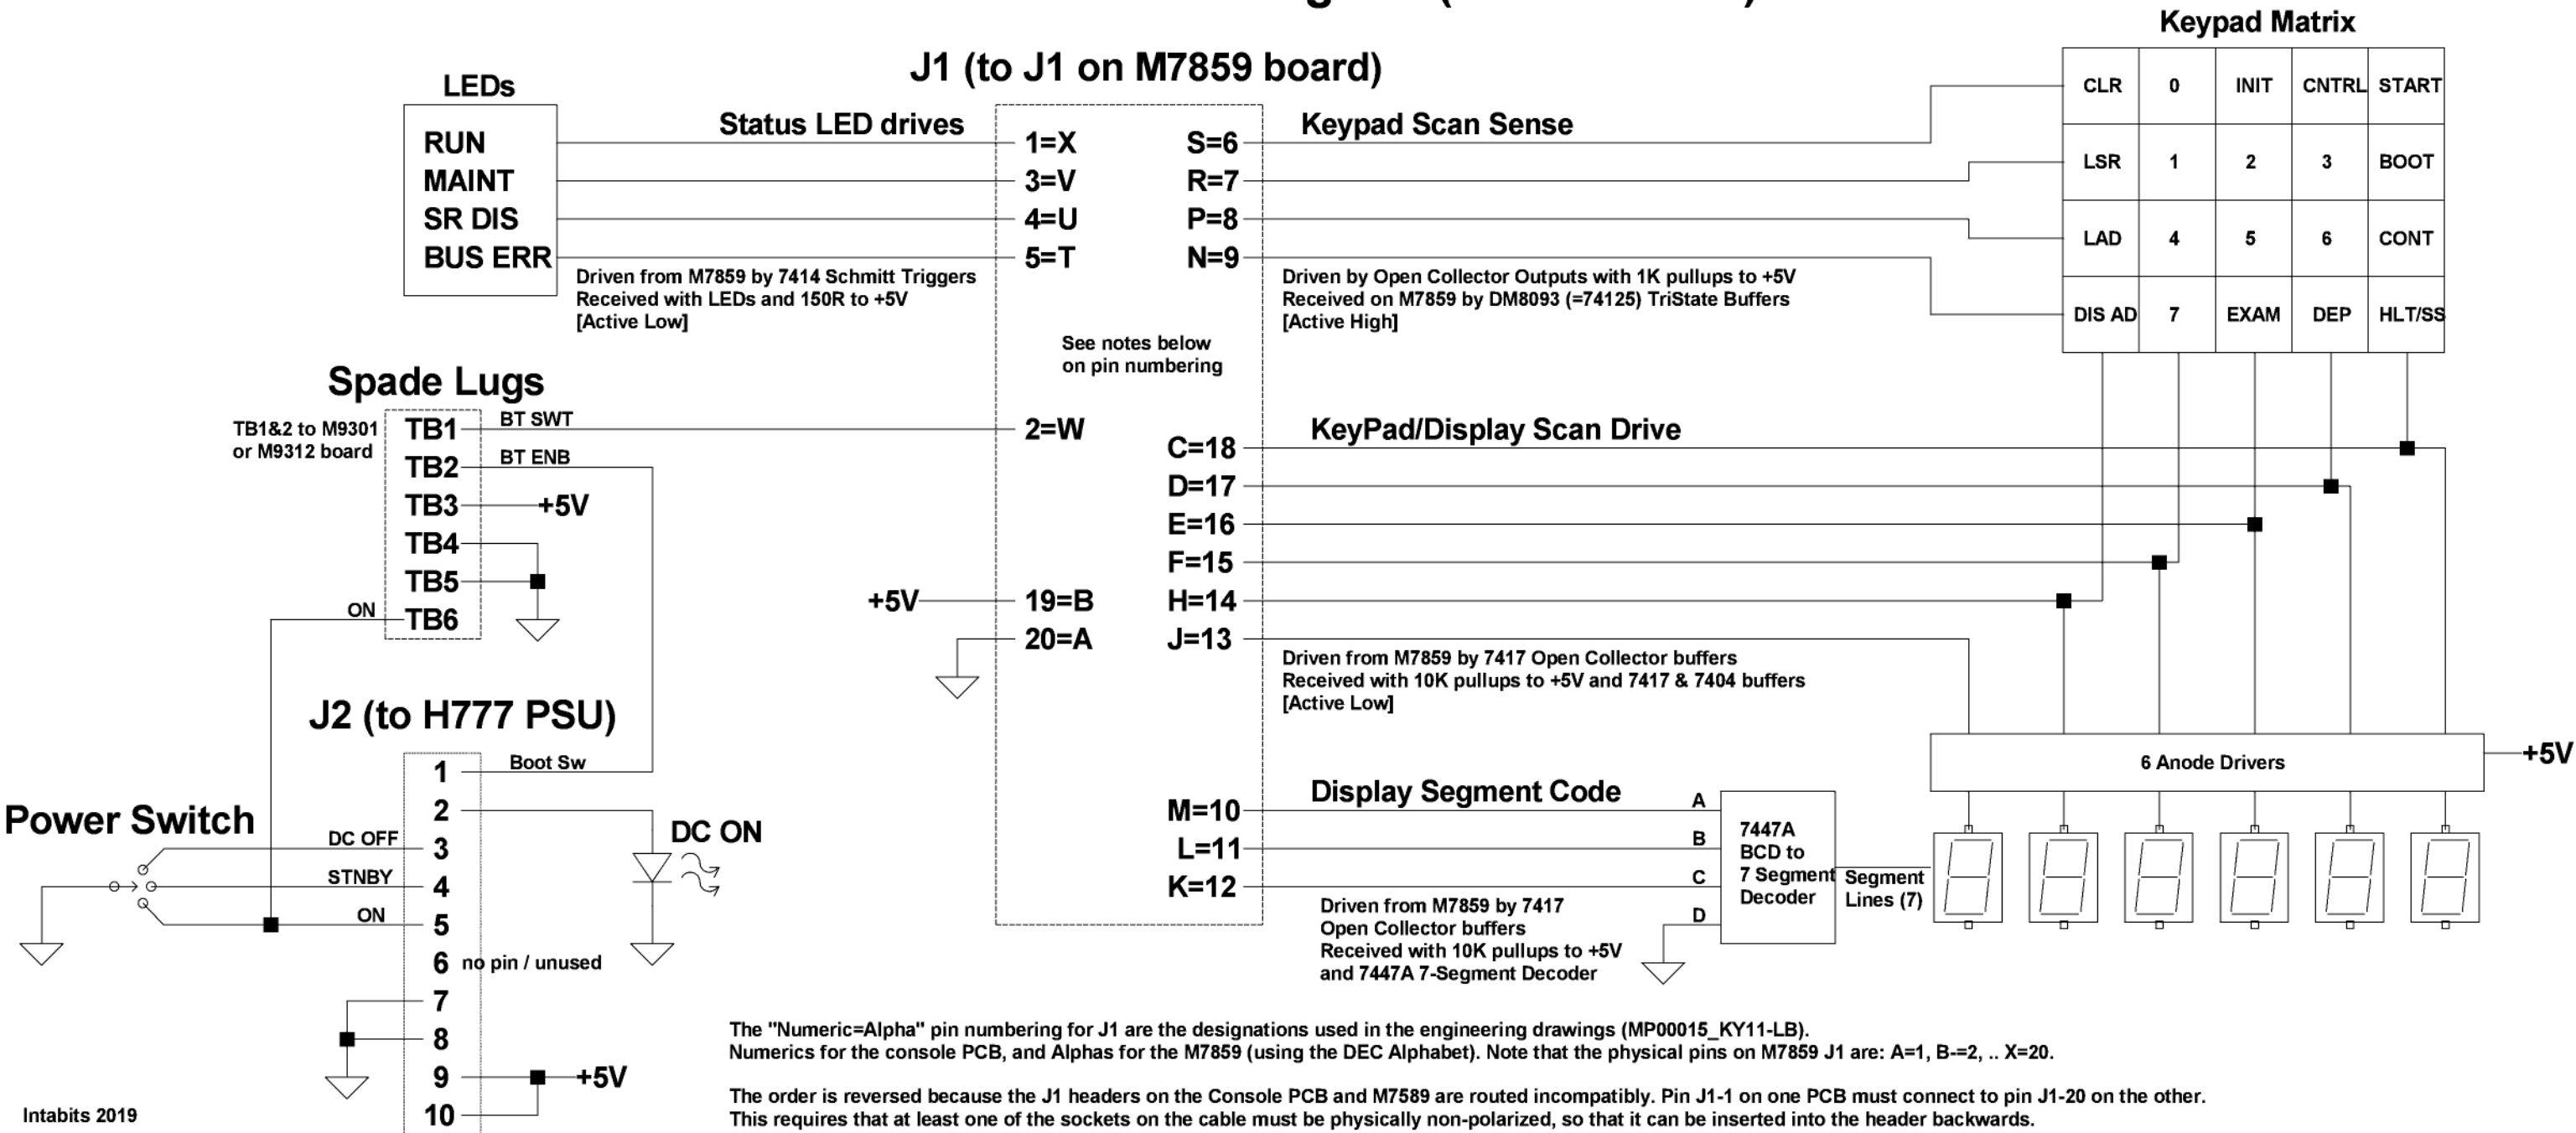 Keypad Matrix
J1 (to J1 on M7859 board)
LEDs
RUN
MAINT
SR DIS
BUS ERR
Status LED drives
1=X
3=V
4=U
5=T
S=6
R=7
P=8
N=9
Keypad Scan Sense
CLR 0 INIT CNTRL START
LSR 1 2 3 BOOT
LAD 4 5 6 CONT
DIS AD 7 EXAM DEP HLT/SS
Driven from M7859 by 7414 Schmitt Triggers
Received with LEDs and 150R to +5V
[Active Low]
Driven by Open Collector Outputs with 1K pullups to +5V
Received on M7859 by DM8093 (=74125) TriState Buffers
[Active High]
See notes below
on pin numbering
Spade Lugs
TB1&2 to M9301
or M9312 board
TB1
TB2
TB3
TB4
TB5
TB6
BT SWT
BT ENB
+5V
ON
2=W
+5V
19=B
20=A
KeyPad/Display Scan Drive
C=18
D=17
E=16
F=15
H=14
J=13
Driven from M7859 by 7417 Open Collector buffers
Received with 10K pullups to +5V and 7417 & 7404 buffers
[Active Low]
J2 (to H777 PSU)
Boot Sw
1
2
3
4
5
6 no pin / unused
7
8
9
10
+5V
Power Switch
DC OFF
STNBY
ON
DC ON
6 Anode Drivers
+5V
Display Segment Code
M=10
L=11
K=12
A
B
C
D
7447A
BCD to
7 Segment
Decoder
Segment
Lines (7)
Driven from M7859 by 7417
Open Collector buffers
Received with 10K pullups to +5V
and 7447A 7-Segment Decoder
The "Numeric=Alpha" pin numbering for J1 are the designations used in the engineering drawings (MP00015_KY11-LB).
Numerics for the console PCB, and Alphas for the M7859 (using the DEC Alphabet). Note that the physical pins on M7859 J1 are: A=1, B-=2, .. X=20.
The order is reversed because the J1 headers on the Console PCB and M7589 are routed incompatibly. Pin J1-1 on one PCB must connect to pin J1-20 on the other.
This requires that at least one of the sockets on the cable must be physically non-polarized, so that it can be inserted into the header backwards.
Intabits 2019